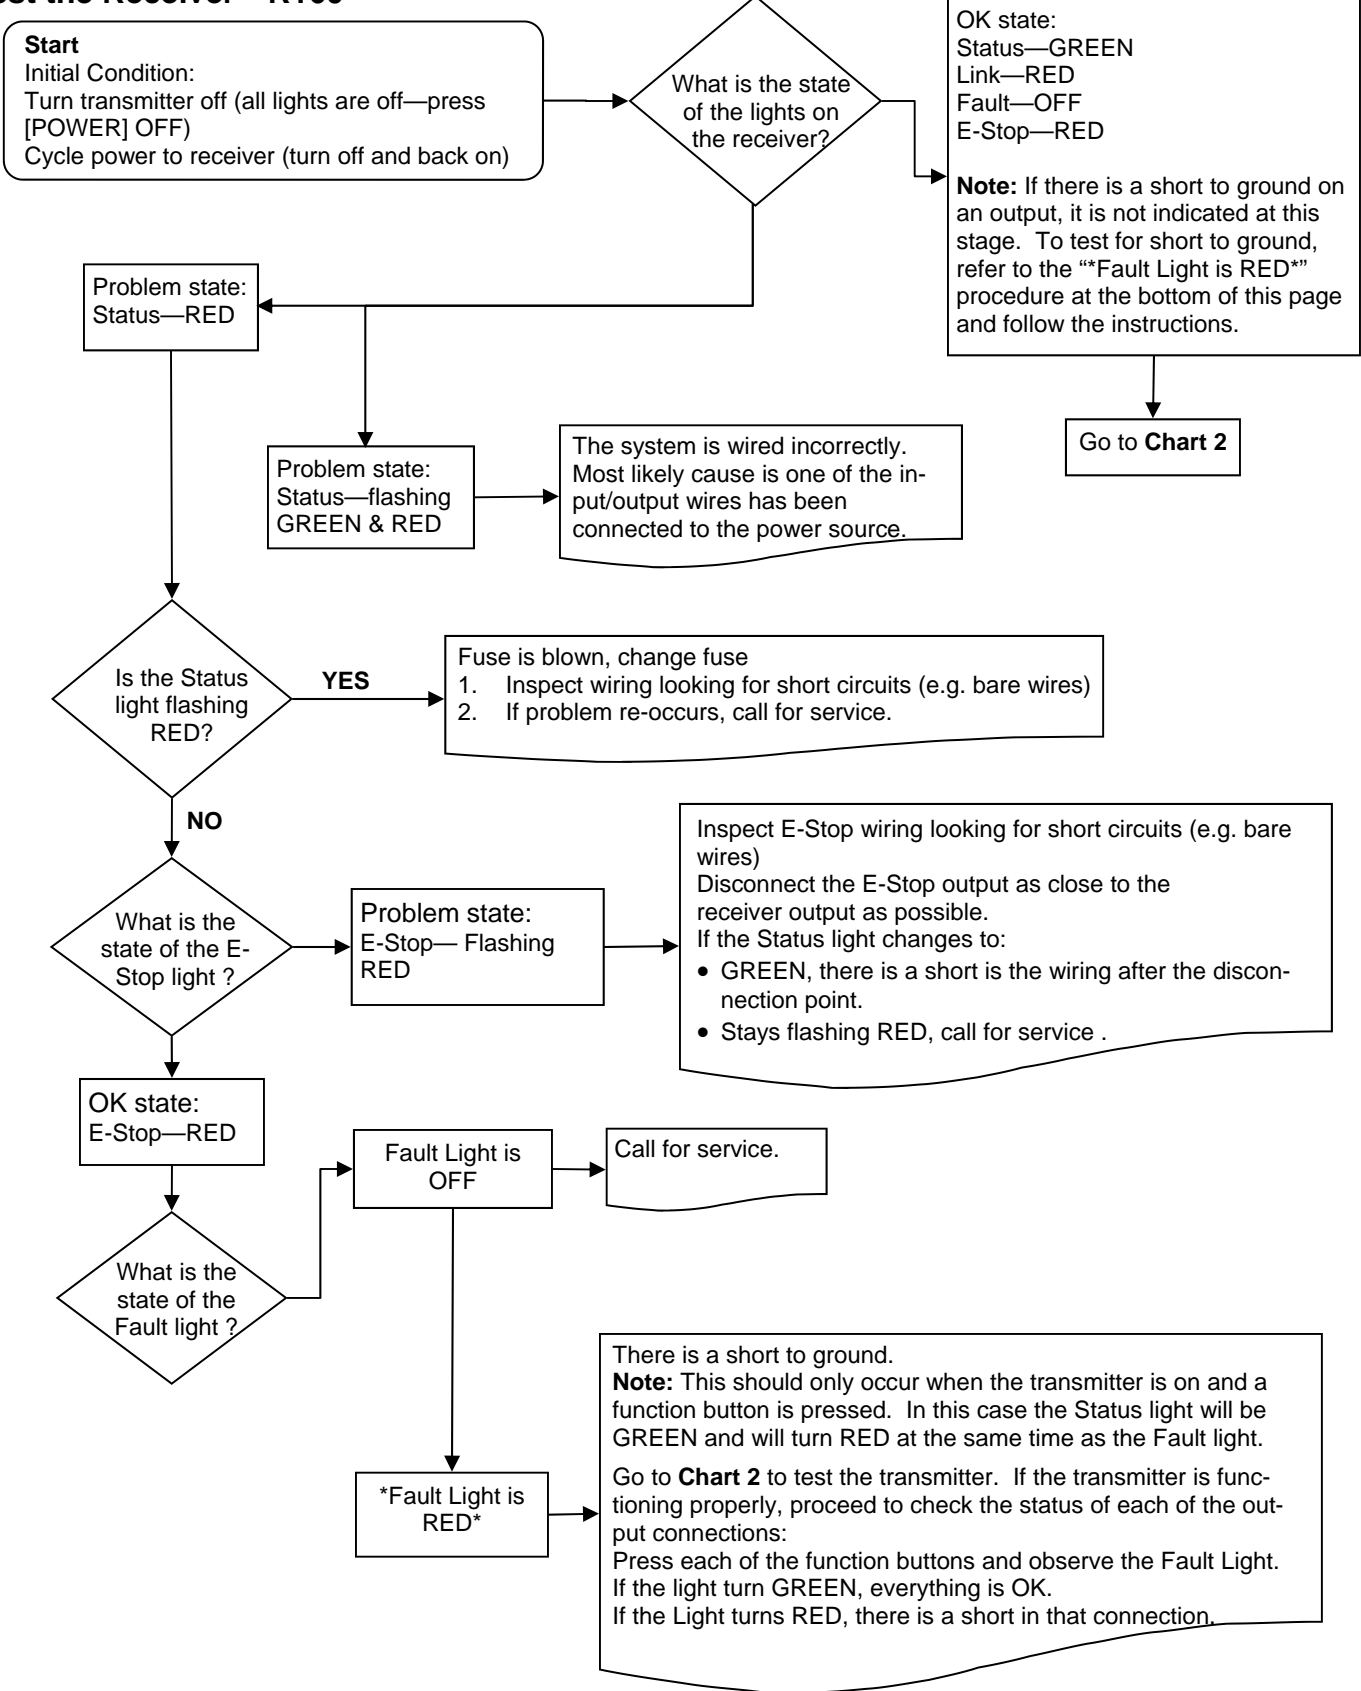 Start
Initial Condition:
Turn transmitter off (all lights are off—press
[POWER] OFF)
Cycle power to receiver (turn off and back on)
What is the state
of the lights on
the receiver?
OK state:
Status—GREEN
Link—RED
Fault—OFF
E-Stop—RED
Note: If there is a short to ground on
an output, it is not indicated at this
stage. To test for short to ground,
refer to the “*Fault Light is RED*”
procedure at the bottom of this page
and follow the instructions.
Go to Chart 2
Problem state:
Status—RED
Problem state:
Status—flashing
GREEN & RED
The system is wired incorrectly.
Most likely cause is one of the in-
put/output wires has been
connected to the power source.
Is the Status
light flashing
RED?
YES
Fuse is blown, change fuse
1. Inspect wiring looking for short circuits (e.g. bare wires)
2. If problem re-occurs, call for service.
NO
What is the
state of the E-
Stop light ?
Problem state:
E-Stop— Flashing
RED
Inspect E-Stop wiring looking for short circuits (e.g. bare
wires)
Disconnect the E-Stop output as close to the
receiver output as possible.
If the Status light changes to:
• GREEN, there is a short is the wiring after the discon-
nection point.
• Stays flashing RED, call for service .
OK state:
E-Stop—RED
What is the
state of the
Fault light ?
Fault Light is
OFF
Call for service.
*Fault Light is
RED*
There is a short to ground.
Note: This should only occur when the transmitter is on and a
function button is pressed. In this case the Status light will be
GREEN and will turn RED at the same time as the Fault light.
Go to Chart 2 to test the transmitter. If the transmitter is func-
tioning properly, proceed to check the status of each of the out-
put connections:
Press each of the function buttons and observe the Fault Light.
If the light turn GREEN, everything is OK.
If the Light turns RED, there is a short in that connection.